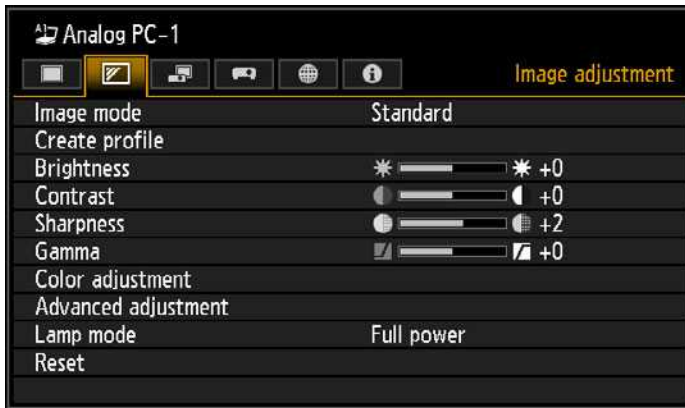 A1 Analog PC-1
Image adjustment
Image mode Standard
Create profile
Brightness +0
Contrast +0
Sharpness +2
Gamma +0
Color adjustment
Advanced adjustment
Lamp mode Full power
Reset